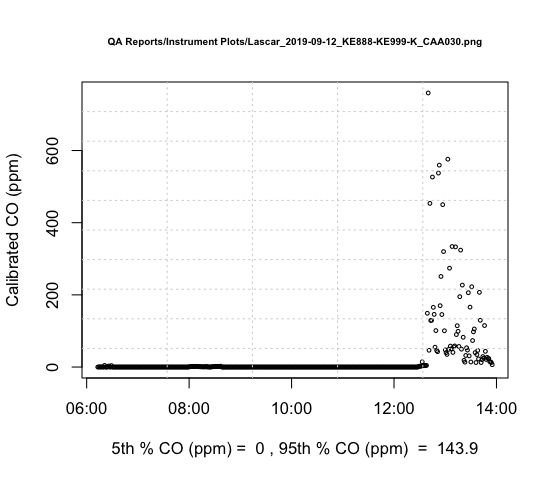 QA Reports/Instrument Plots/Lascar_2019-09-12_KE888-KE999-K_CAA030.png
Calibrated CO (ppm)
600
400
200
0
06:00 08:00 10:00 12:00 14:00
5th % CO (ppm) = 0 , 95th % CO (ppm) = 143.9